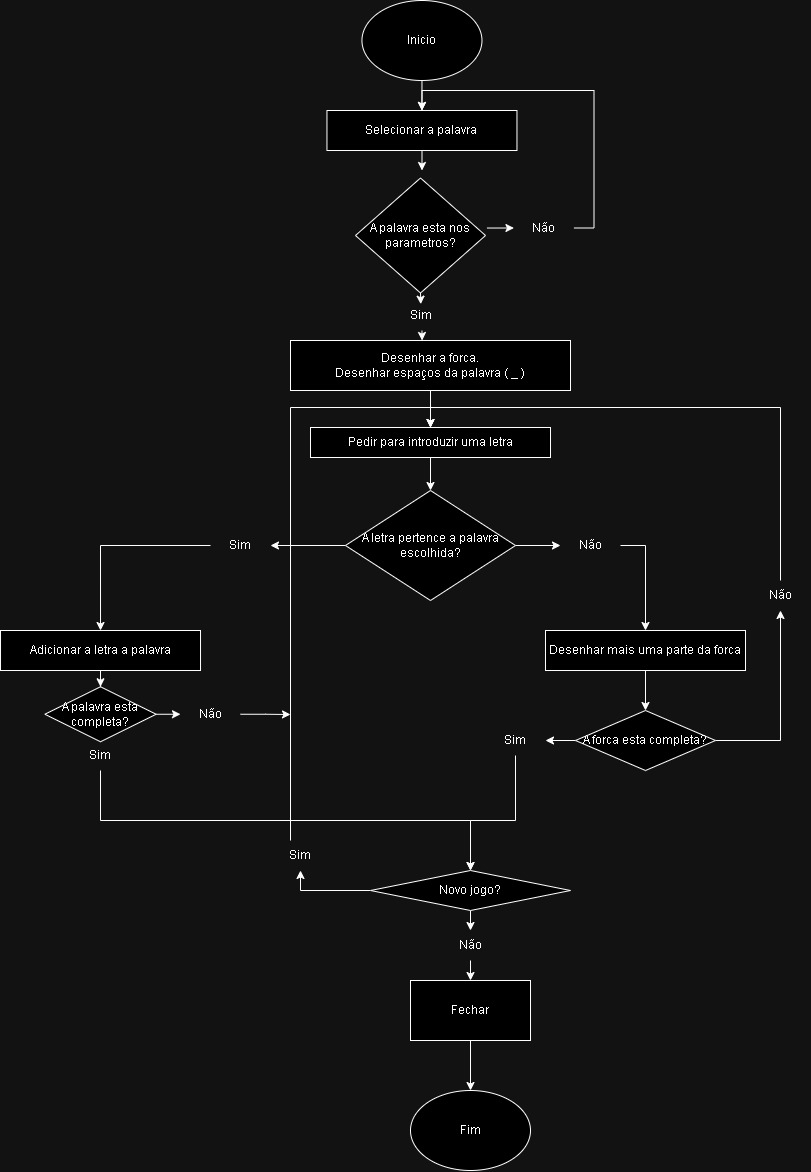 Inicio
Selecionar a palavra
A palavra esta nos
parametros?
Não
Sim
Desenhar a forca.
Desenhar espaços da palavra ( _ )
Pedir para introduzir uma letra
A letra pertence a palavra
escolhida?
Sim
Não
Não
Adicionar a letra a palavra
Desenhar mais uma parte da forca
A palavra esta
completa?
Não
Sim
Sim
A forca esta completa?
Sim
Novo jogo?
Não
Fechar
Fim